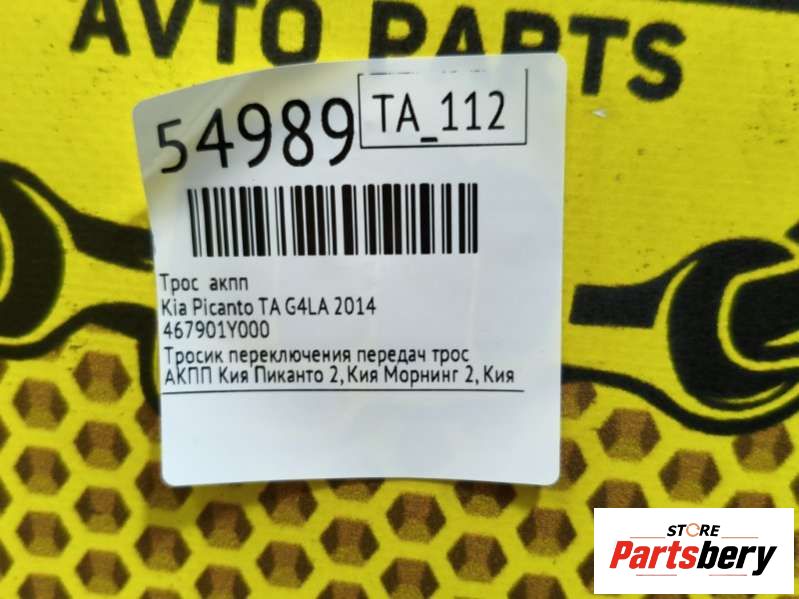 AVTO PARTS
54989
TA_112
Трос акпп
Kia Picanto TA G4LA 2014
467901Y000
Тросик переключения передач трос
АКПП Кия Пиканто 2, Кия Морнинг 2, Кия
STORE
Partsbery